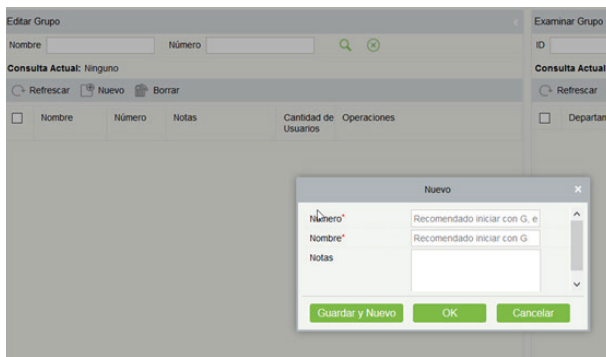 Editar Grupo
Nombre Número
Consulta Actual: Ninguno
Refrescar Nuevo Borrar
Nombre Número Notas Cantidad de Usuarios Operaciones
Examinar Grupo
ID
Consulta Actual
Refrescar
Departan
Nuevo
Número*
Recomendado iniciar con G, e
Nombre*
Recomendado iniciar con G
Notas
Guardar y Nuevo OK Cancelar